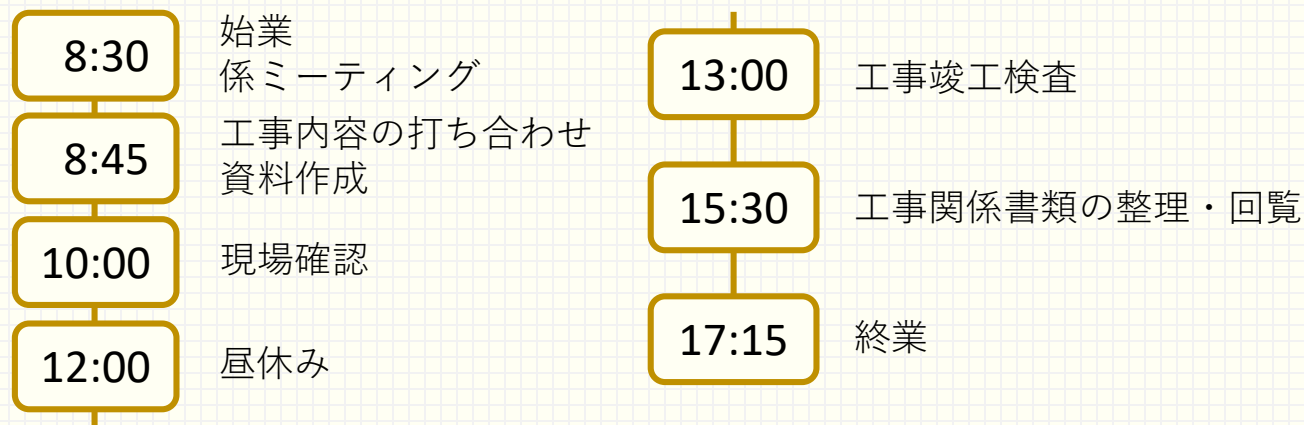 8:30
始業
係ミーティング
8:45
工事内容の打ち合わせ
資料作成
10:00
現場確認
12:00
昼休み
13:00
工事竣工検査
15:30
工事関係書類の整理・回覧
17:15
終業